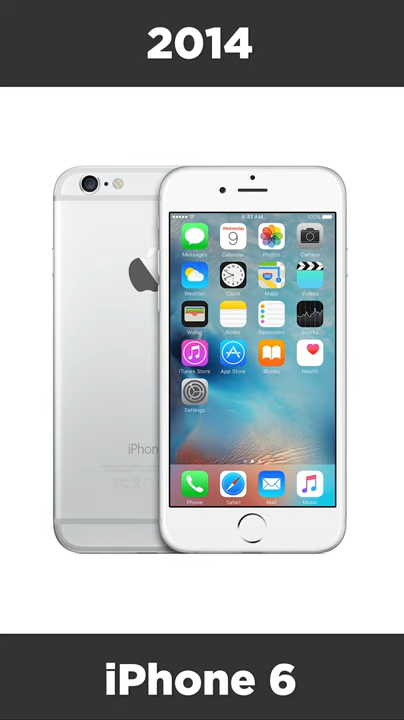 2014
9:41 AM 100%
Wednesday
9
Messages Calendar Photos Camera
Weather Clock Maps Videos
Wallet Notes Reminders Stocks
iTunes Store App Store iBooks Health
Settings
iPhon
Phone Safari Mail Music
iPhone 6